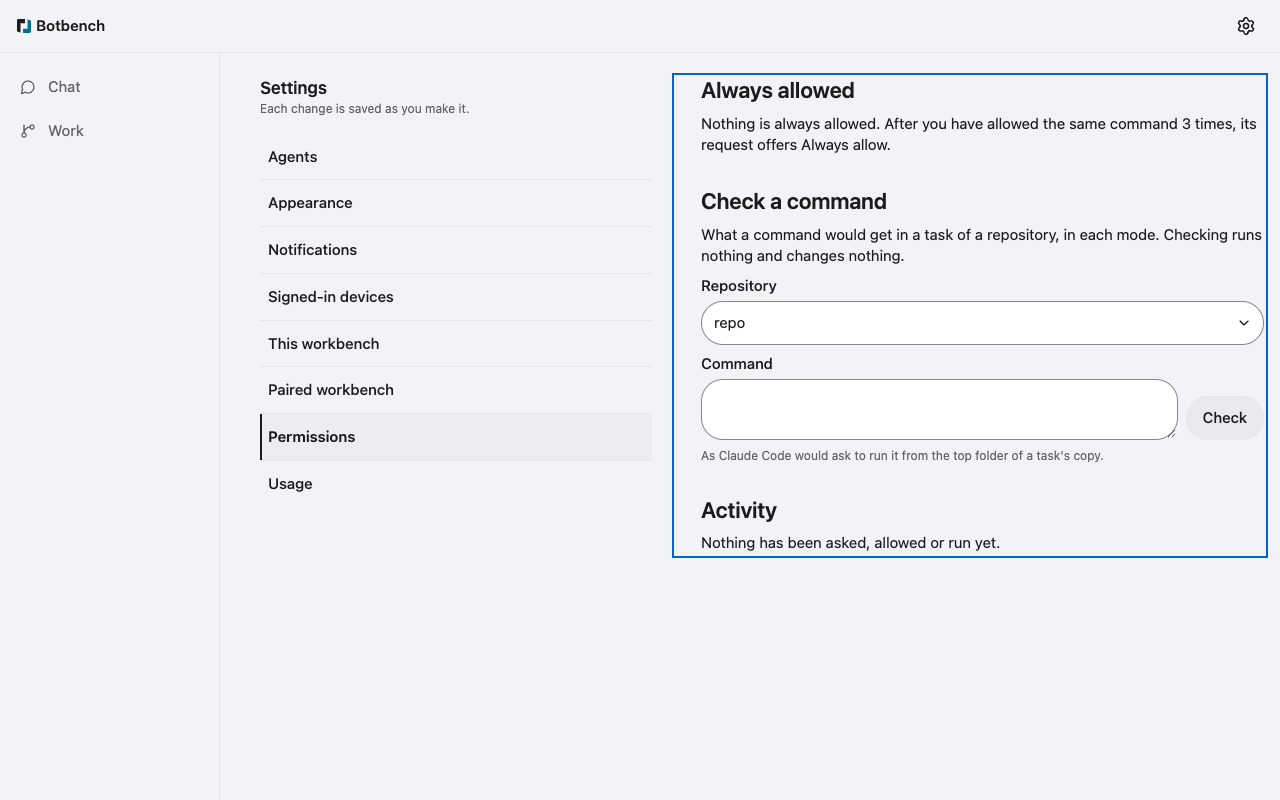 Botbench
Chat
Work
Settings
Each change is saved as you make it.
Agents
Appearance
Notifications
Signed-in devices
This workbench
Paired workbench
Permissions
Usage
Always allowed
Nothing is always allowed. After you have allowed the same command 3 times, its
request offers Always allow.
Check a command
What a command would get in a task of a repository, in each mode. Checking runs
nothing and changes nothing.
Repository
repo
Command
Check
As Claude Code would ask to run it from the top folder of a task's copy.
Activity
Nothing has been asked, allowed or run yet.